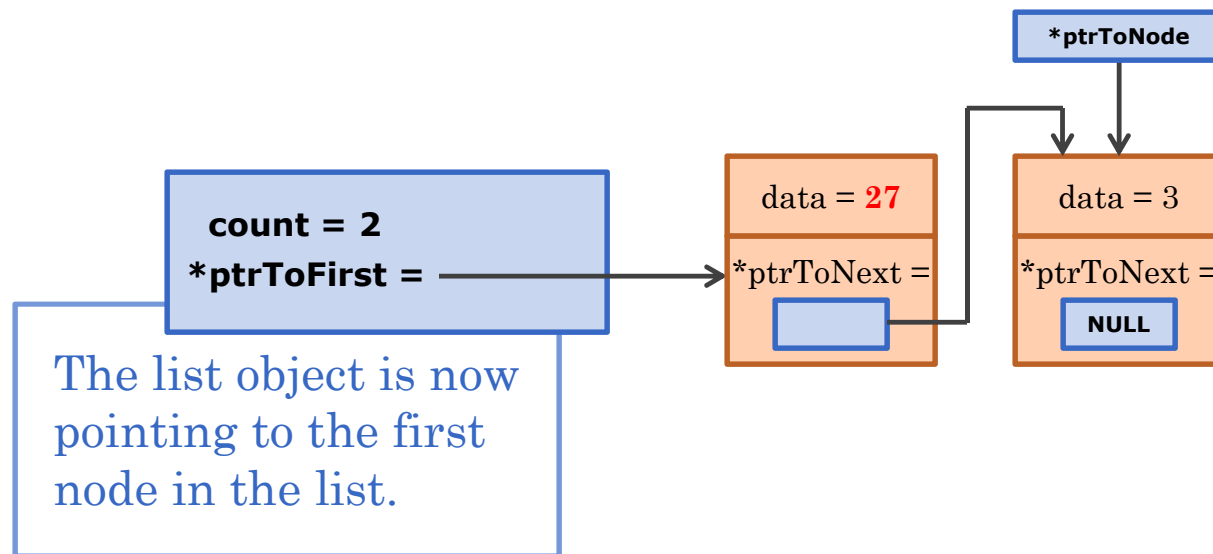 *ptrToNode
count = 2
*ptrToFirst =
data = 27
*ptrToNext =
data = 3
*ptrToNext =
NULL
The list object is now
pointing to the first
node in the list.